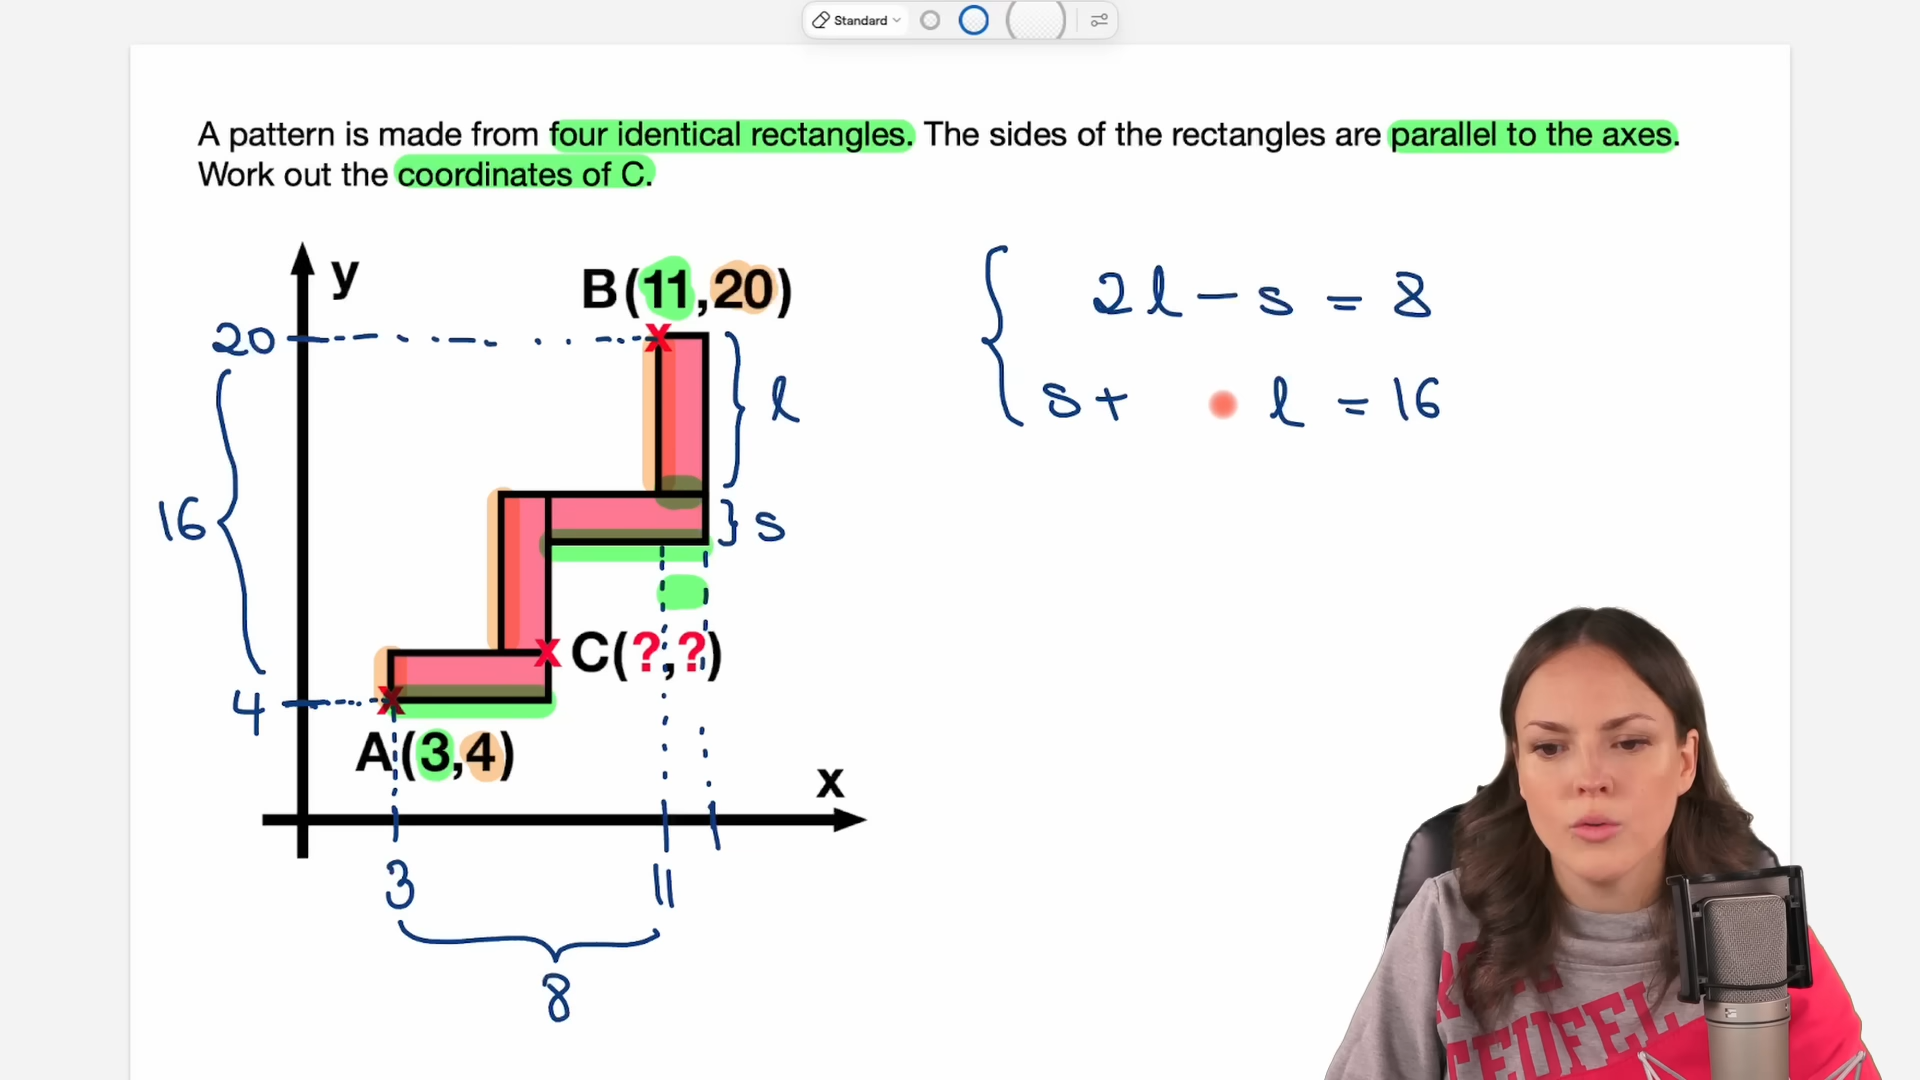 Standard
A pattern is made from four identical rectangles. The sides of the rectangles are parallel to the axes.
Work out the coordinates of C.
y
B(11,20)
20
l
2l - s = 8
s + l = 16
16
s
C(?,?)
4
A(3,4)
x
3
11
8
TEUFEL